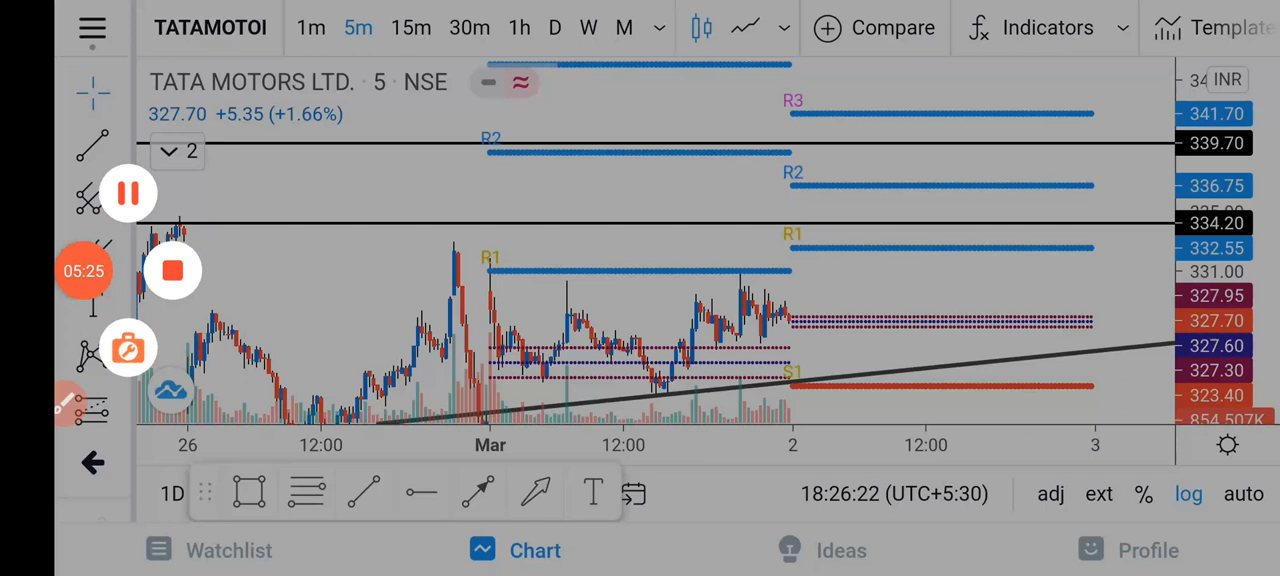 TATAMOTOI 1m 5m 15m 30m 1h D W M Compare Indicators Template
TATA MOTORS LTD. · 5 · NSE
327.70 +5.35 (+1.66%)
2
05:25
R1
R2
R3
R2
R1
S1
INR
341.70
339.70
336.75
334.20
332.55
331.00
327.95
327.70
327.60
327.30
323.40
854.507K
26 12:00 Mar 12:00 2 12:00 3
1D T 18:26:22 (UTC+5:30) adj ext % log auto
Watchlist Chart Ideas Profile